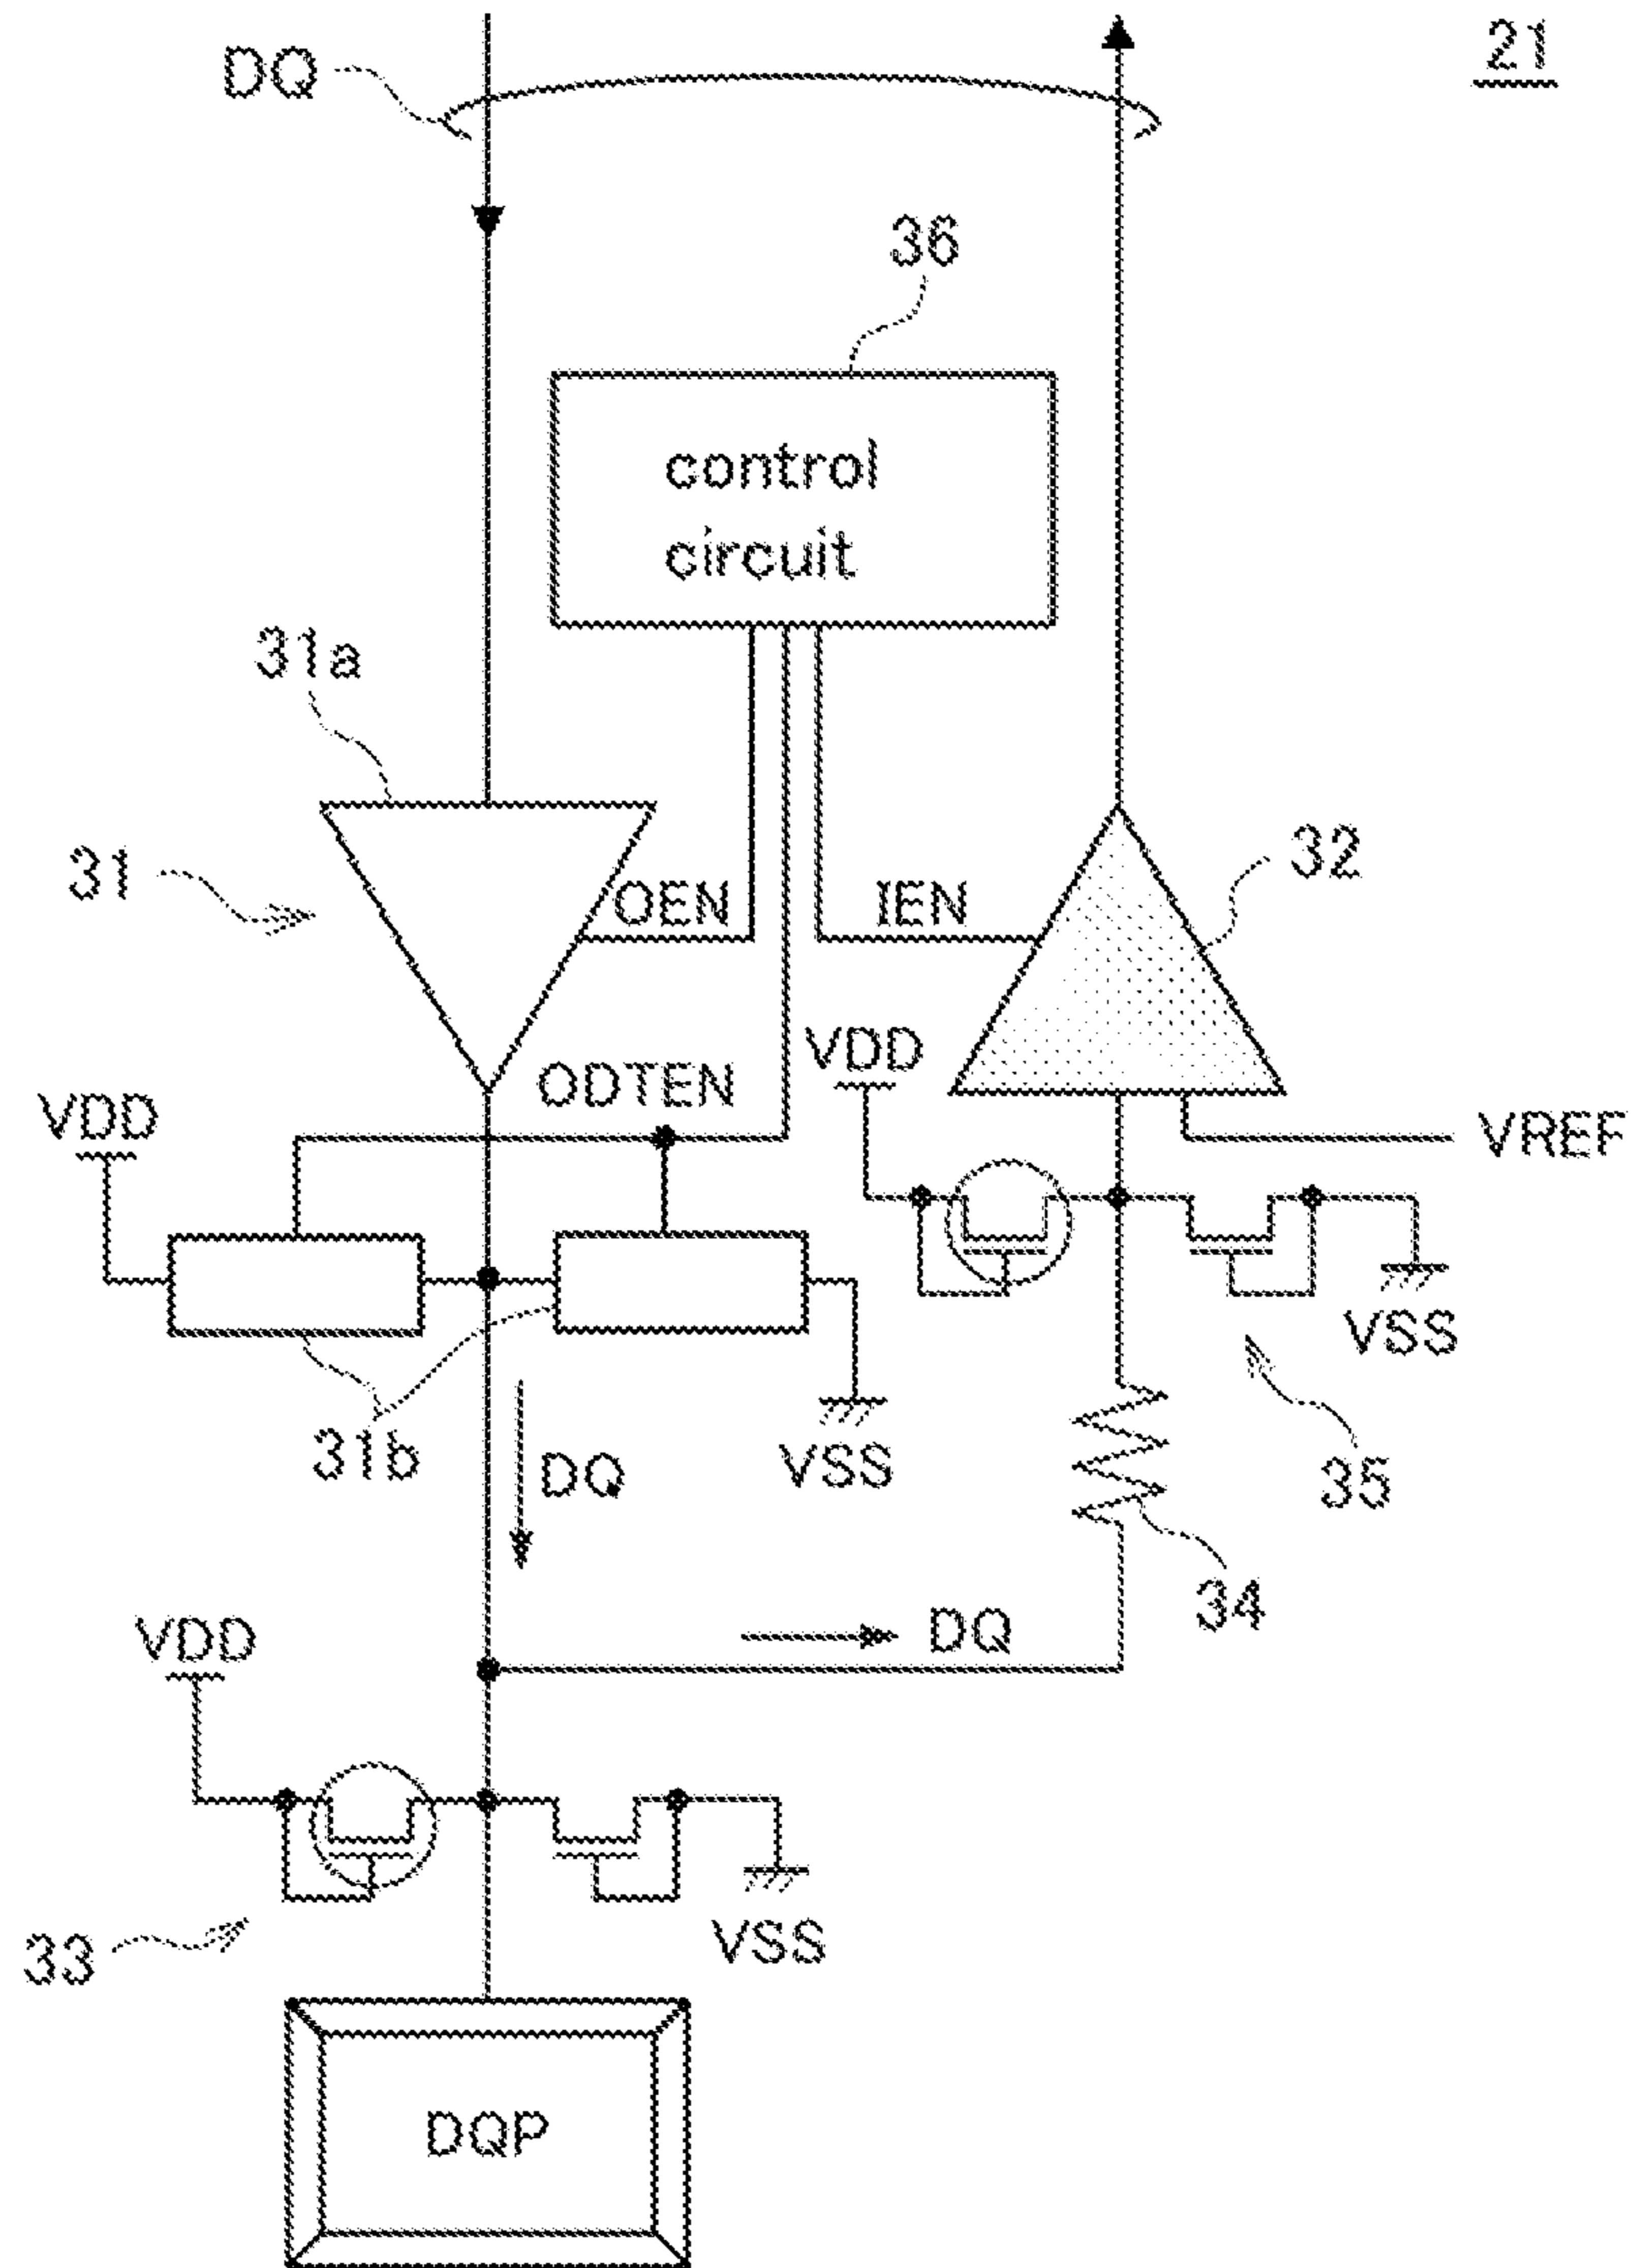 21
DQ
36
control
circuit
31a
31
OEN
IEN
32
VDD
ODTEN
VDD
VREF
VSS
31b
DQ
VSS
35
34
VDD
DQ
33
VSS
DQP